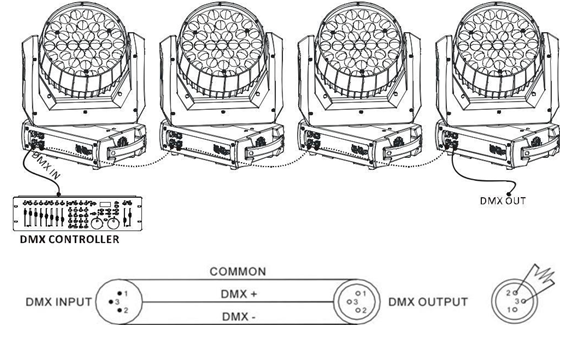 DMX IN
DMX OUT
DMX CONTROLLER
COMMON
DMX INPUT
1
3
2
DMX +
DMX -
1
3
2
DMX OUTPUT
2
3
1